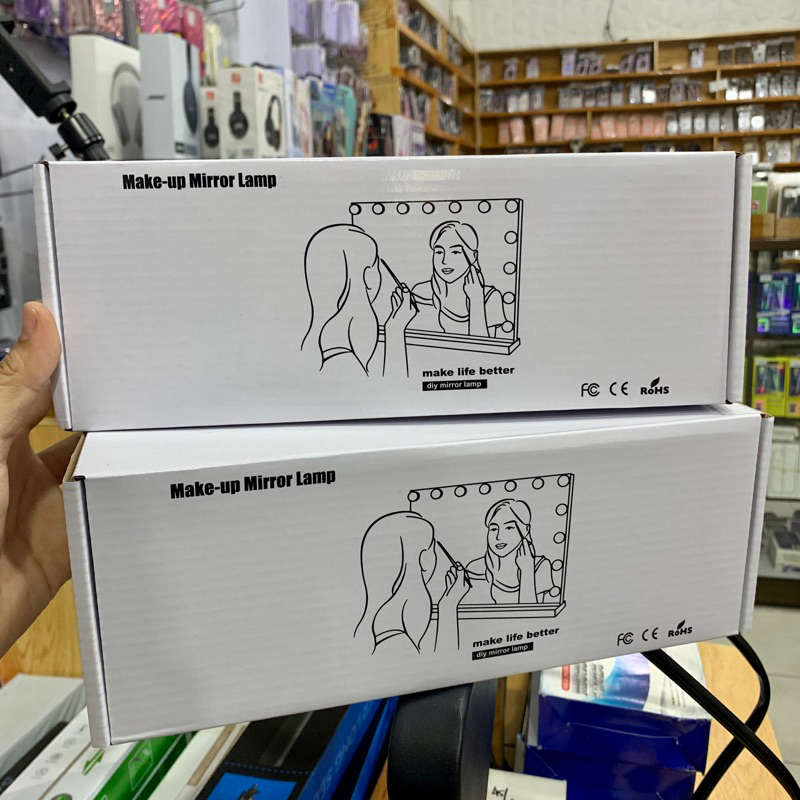 Make-up Mirror Lamp
make life better
diy mirror lamp
FC CE RoHS
Make-up Mirror Lamp
make life better
diy mirror lamp
FC CE RoHS